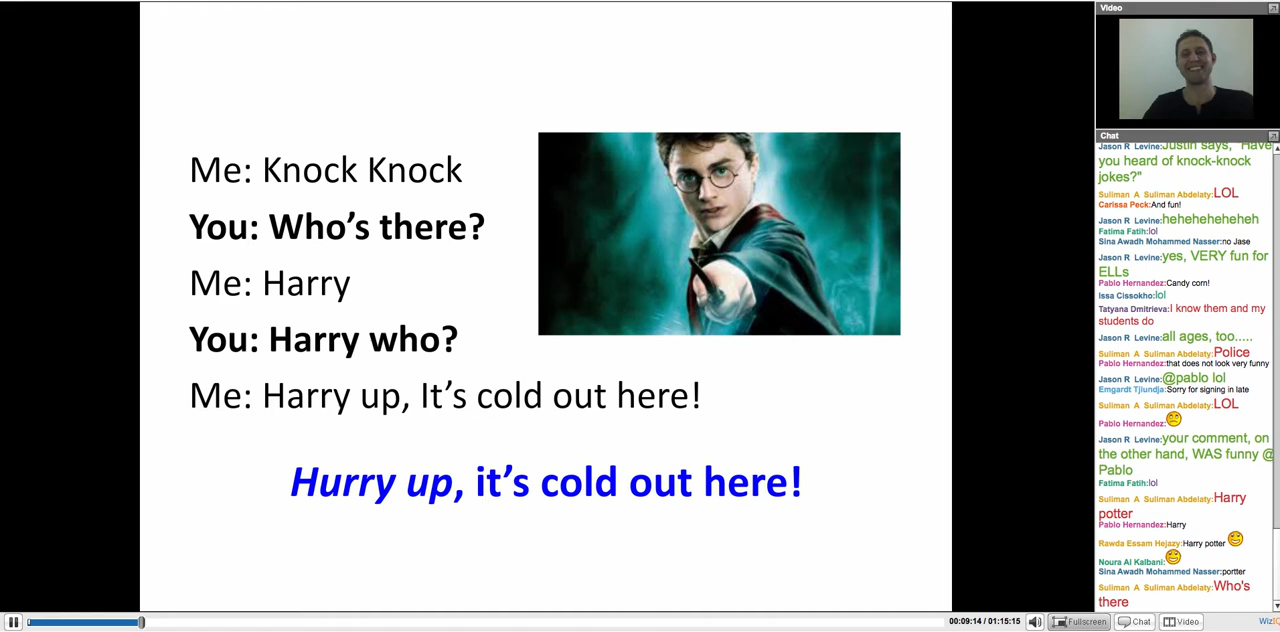 Me: Knock Knock
You: Who's there?
Me: Harry
You: Harry who?
Me: Harry up, It's cold out here!
Hurry up, it's cold out here!
Video
Chat
Jason R Levine:Justin says, "Have
you heard of knock-knock
jokes?"
Suliman A Suliman Abdelaty:LOL
Carissa Peck:And fun!
Jason R Levine:heheheheheheh
Fatima Fatih:lol
Sina Awadh Mohammed Nasser:no Jase
Jason R Levine:yes, VERY fun for
ELLs
Pablo Hernandez:Candy corn!
Issa Cissokho:lol
Tatyana Dmitrieva:I know them and my
students do
Jason R Levine:all ages, too.....
Suliman A Suliman Abdelaty:Police
Pablo Hernandez:that does not look very funny
Jason R Levine:@pablo lol
Emgardt Tjlundja:Sorry for signing in late
Suliman A Suliman Abdelaty:LOL
Pablo Hernandez:
Jason R Levine:your comment, on
the other hand, WAS funny @
Pablo
Fatima Fatih:lol
Suliman A Suliman Abdelaty:Harry
potter
Pablo Hernandez:Harry
Rawda Essam Hejazy:Harry potter
Noura Al Kalbani:
Sina Awadh Mohammed Nasser:portter
Suliman A Suliman Abdelaty:Who's
there
00:09:14 / 01:15:15
Fullscreen
Chat
Video
WizIQ